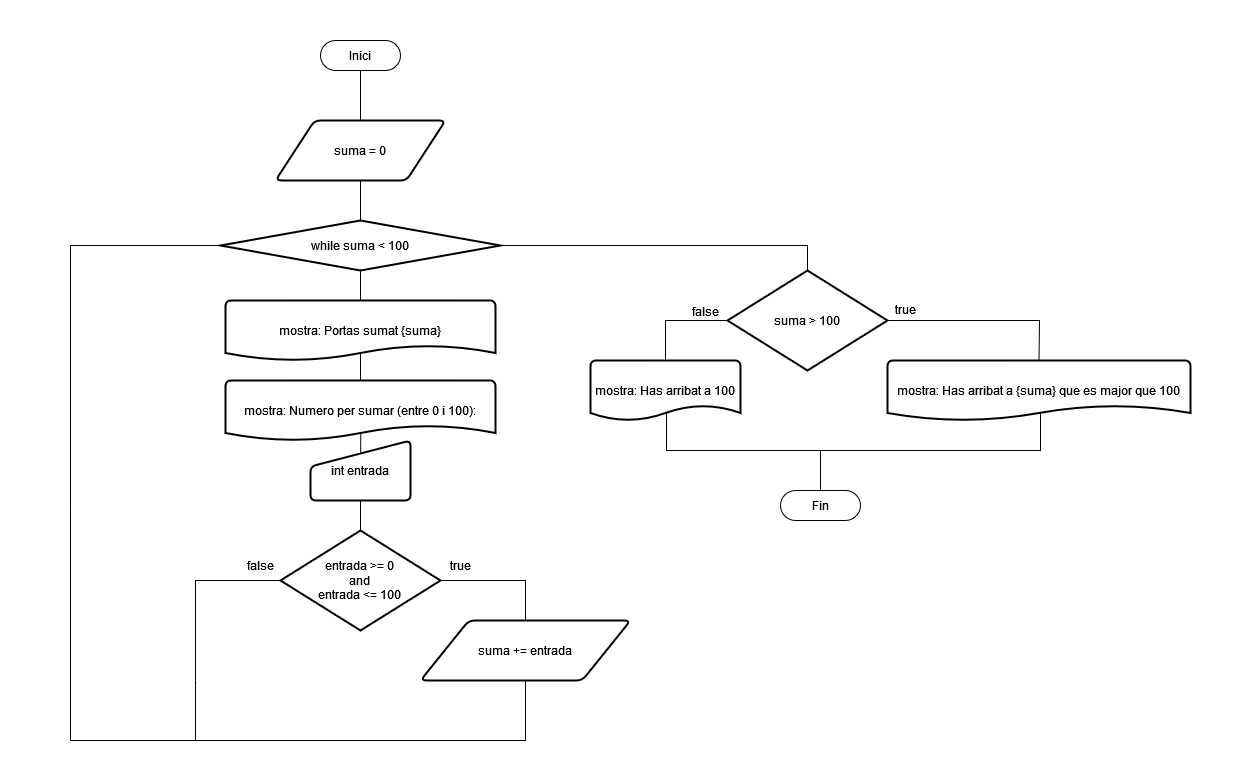 Inici
suma = 0
while suma < 100
mostra: Portas sumat {suma}
mostra: Numero per sumar (entre 0 i 100):
int entrada
false
entrada >= 0
and
entrada <= 100
true
suma += entrada
false
suma > 100
true
mostra: Has arribat a 100
mostra: Has arribat a {suma} que es major que 100
Fin